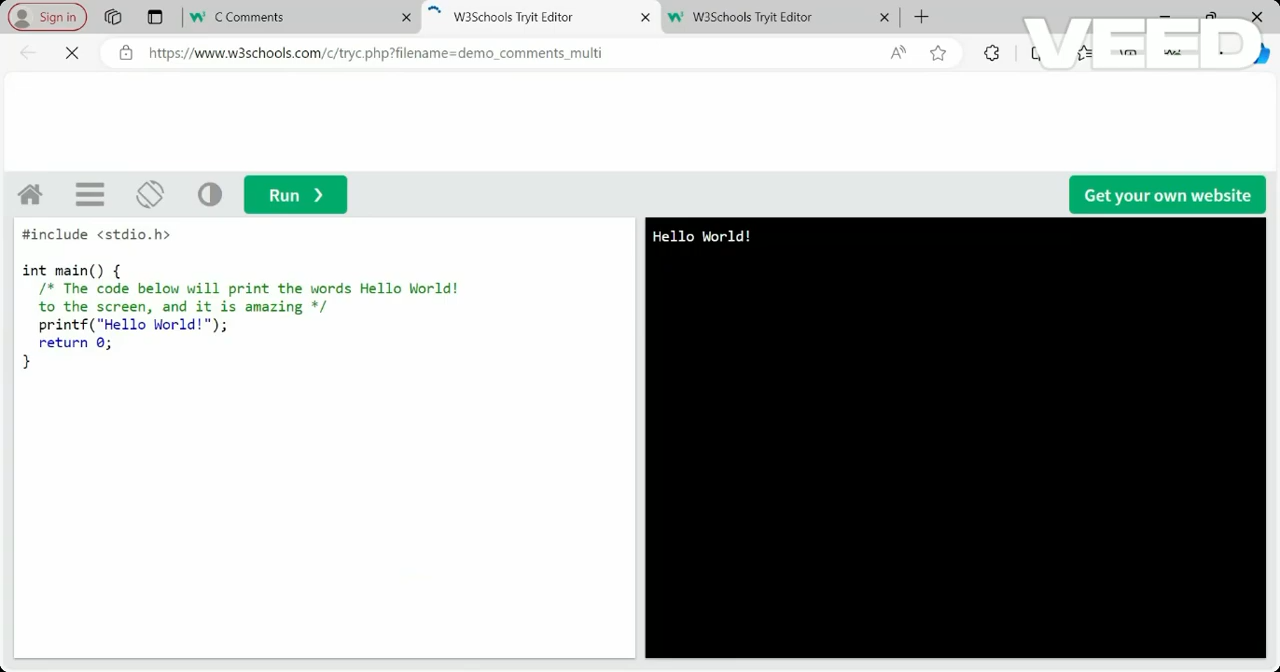 Sign in
C Comments
W3Schools Tryit Editor
W3Schools Tryit Editor
VEED
https://www.w3schools.com/c/tryc.php?filename=demo_comments_multi
Run
Get your own website
#include <stdio.h>
int main() {
/* The code below will print the words Hello World!
to the screen, and it is amazing */
printf("Hello World!");
return 0;
}
Hello World!